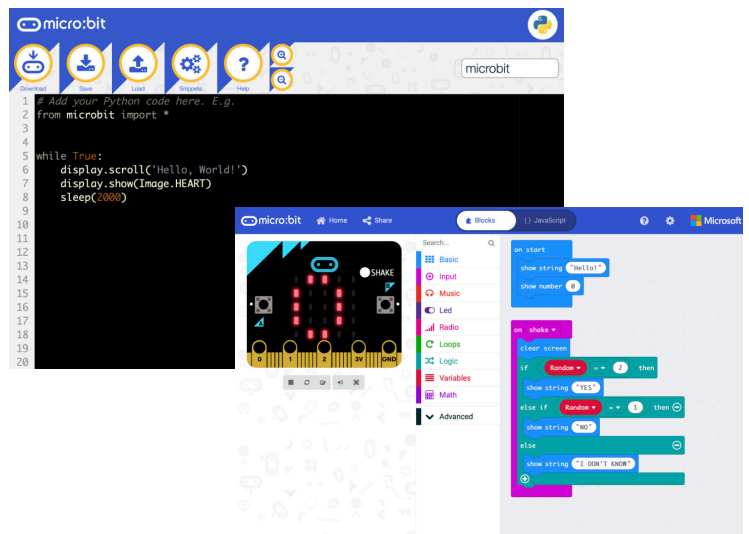 micro:bit
Download Save Load Snippets Help
microbit
1 # Add your Python code here. E.g.
2 from microbit import *
3
4
5 while True:
6 display.scroll('Hello, World!')
7 display.show(Image.HEART)
8 sleep(2000)
9
10
11
12
13
14
15
16
17
18
19
20
micro:bit Home Share Blocks {} JavaScript ? Microsoft
SHAKE
B
A
0 1 2 3V GND
Search...
Basic
Input
Music
Led
Radio
Loops
Logic
Variables
Math
Advanced
on start
show string "Hello!"
show number 0
on shake
clear screen
if Random = 2 then
show string "YES"
else if Random = 1 then
show string "NO"
else
show string "I DON'T KNOW"